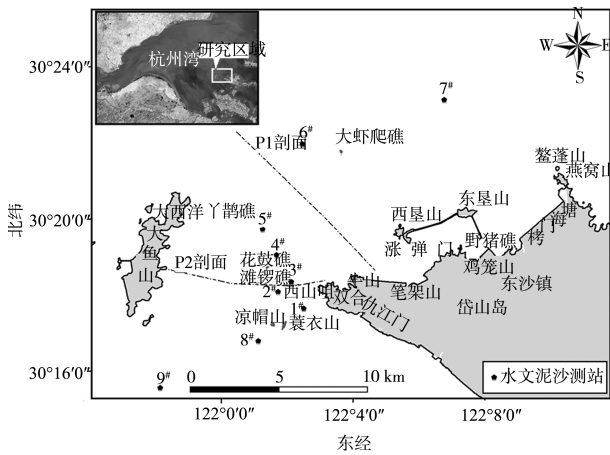 杭州湾
研究区域
N
W
E
S
30°24′0″
30°20′0″
30°16′0″
北纬
7#
6#
P1剖面
大虾爬礁
鳌蓬山
燕窝山
东垦山
西垦山
大西洋丫鹊礁
5#
涨弹门
野猪礁
栲门海塘
大鱼山
4#
花鼓礁
P2剖面
鸡笼山
滩锣礁
3#
2#
西山
双合山
笔架山
东沙镇
1#
仇江门
岱山岛
凉帽山
蓑衣山
8#
9#
0
5
10 km
水文泥沙测站
122°0′0″
122°4′0″
122°8′0″
东经